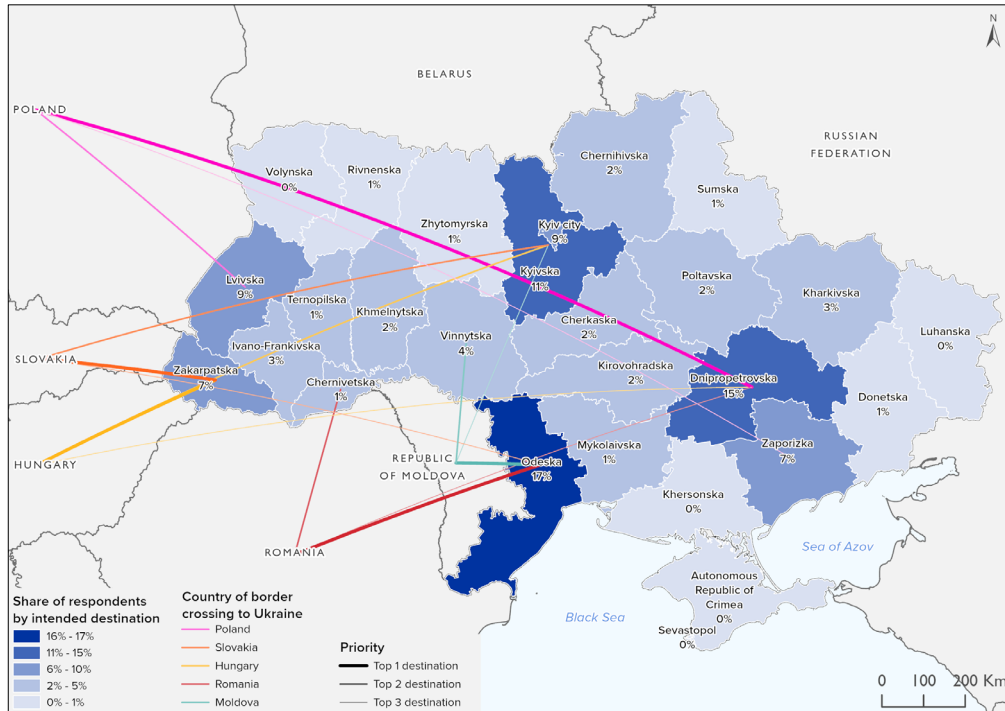 N
BELARUS
POLAND
RUSSIAN
FEDERATION
Volynska
0%
Rivnenska
1%
Chernihivska
2%
Sumska
1%
Zhytomyrska
1%
Kyiv city
9%
Kyivska
11%
Lvivska
9%
Ternopilska
1%
Khmelnytska
2%
Poltavska
2%
Kharkivska
3%
Luhanska
0%
Vinnytska
4%
Cherkaska
2%
Ivano-Frankivska
3%
SLOVAKIA
Zakarpatska
7%
Chernivetska
1%
Kirovohradska
2%
Dnipropetrovska
15%
Donetska
1%
HUNGARY
REPUBLIC
OF MOLDOVA
Odeska
17%
Mykolaivska
1%
Zaporizka
7%
Khersonska
0%
ROMANIA
Sea of Azov
Autonomous
Republic of
Crimea
0%
Black Sea
Sevastopol
0%
Share of respondents
by intended destination
16% - 17%
11% - 15%
6% - 10%
2% - 5%
0% - 1%
Country of border
crossing to Ukraine
Poland
Slovakia
Hungary
Romania
Moldova
Priority
Top 1 destination
Top 2 destination
Top 3 destination
0 100 200 Km